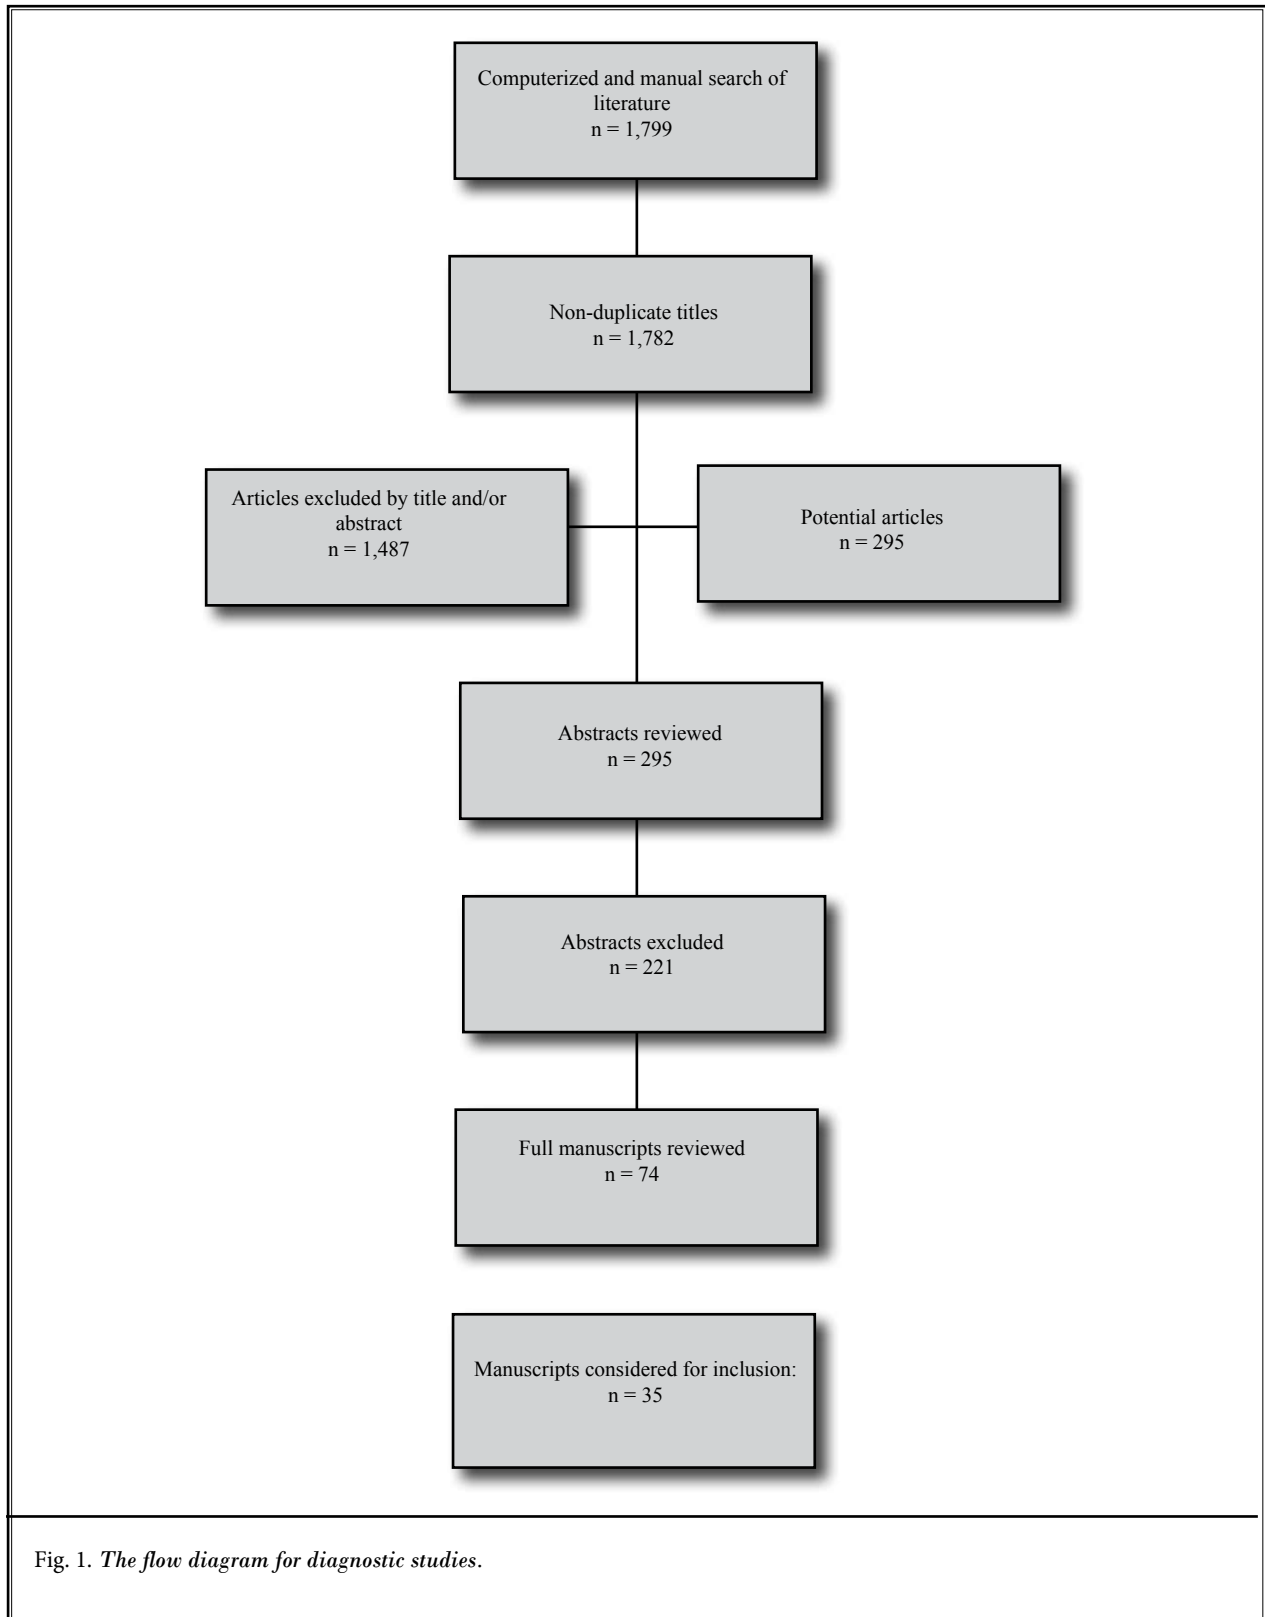 Computerized and manual search of
literature
n = 1,799
Non-duplicate titles
n = 1,782
Articles excluded by title and/or
abstract
n = 1,487
Potential articles
n = 295
Abstracts reviewed
n = 295
Abstracts excluded
n = 221
Full manuscripts reviewed
n = 74
Manuscripts considered for inclusion:
n = 35
Fig. 1. The flow diagram for diagnostic studies.